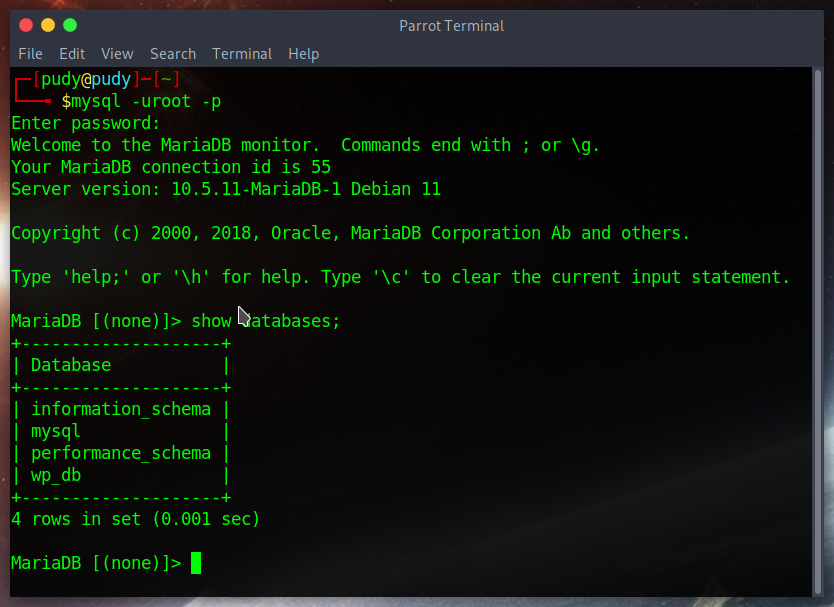 Parrot Terminal
File Edit View Search Terminal Help
┌─[pudy@pudy]─[~]
└──╼ $mysql -uroot -p
Enter password:
Welcome to the MariaDB monitor.  Commands end with ; or \g.
Your MariaDB connection id is 55
Server version: 10.5.11-MariaDB-1 Debian 11
Copyright (c) 2000, 2018, Oracle, MariaDB Corporation Ab and others.
Type 'help;' or '\h' for help. Type '\c' to clear the current input statement.
MariaDB [(none)]> show databases;
+--------------------+
| Database           |
+--------------------+
| information_schema |
| mysql              |
| performance_schema |
| wp_db              |
+--------------------+
4 rows in set (0.001 sec)
MariaDB [(none)]>